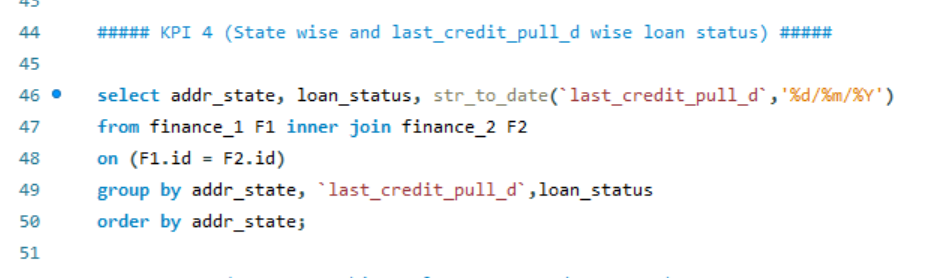 44 ##### KPI 4 (State wise and last_credit_pull_d wise loan status) #####
45
46 select addr_state, loan_status, str_to_date(`last_credit_pull_d`,'%d/%m/%Y')
47 from finance_1 F1 inner join finance_2 F2
48 on (F1.id = F2.id)
49 group by addr_state, `last_credit_pull_d`,loan_status
50 order by addr_state;
51